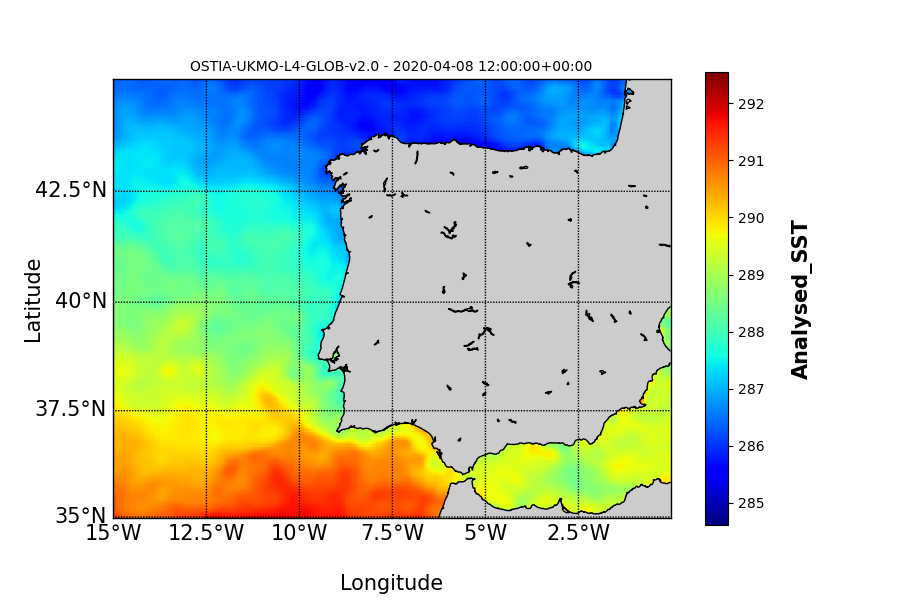 OSTIA-UKMO-L4-GLOB-v2.0 - 2020-04-08 12:00:00+00:00
42.5°N
40°N
37.5°N
35°N
Latitude
15°W 12.5°W 10°W 7.5°W 5°W 2.5°W
Longitude
292
291
290
289
288
287
286
285
Analysed_SST